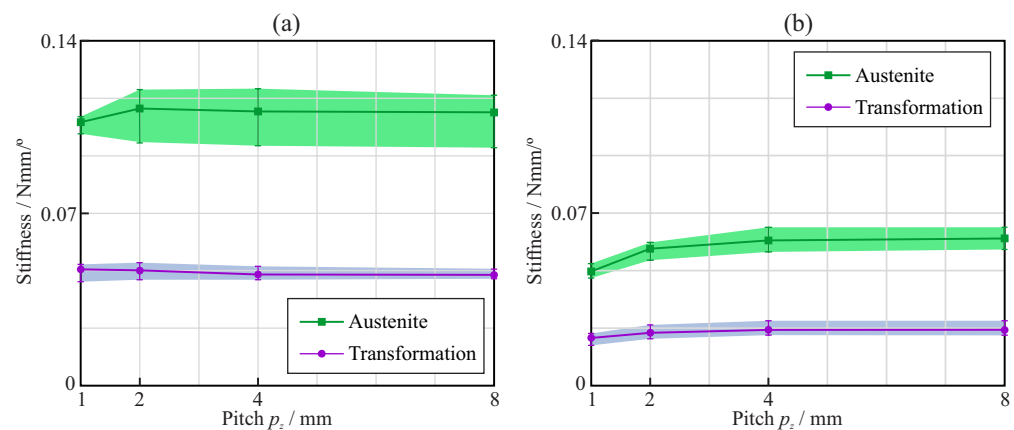 (a)
0.14
0.07
0
Stiffness / Nmm/º
Austenite
Transformation
1 2 4 8
Pitch p_z / mm
(b)
0.14
0.07
0
Stiffness / Nmm/º
Austenite
Transformation
1 2 4 8
Pitch p_z / mm